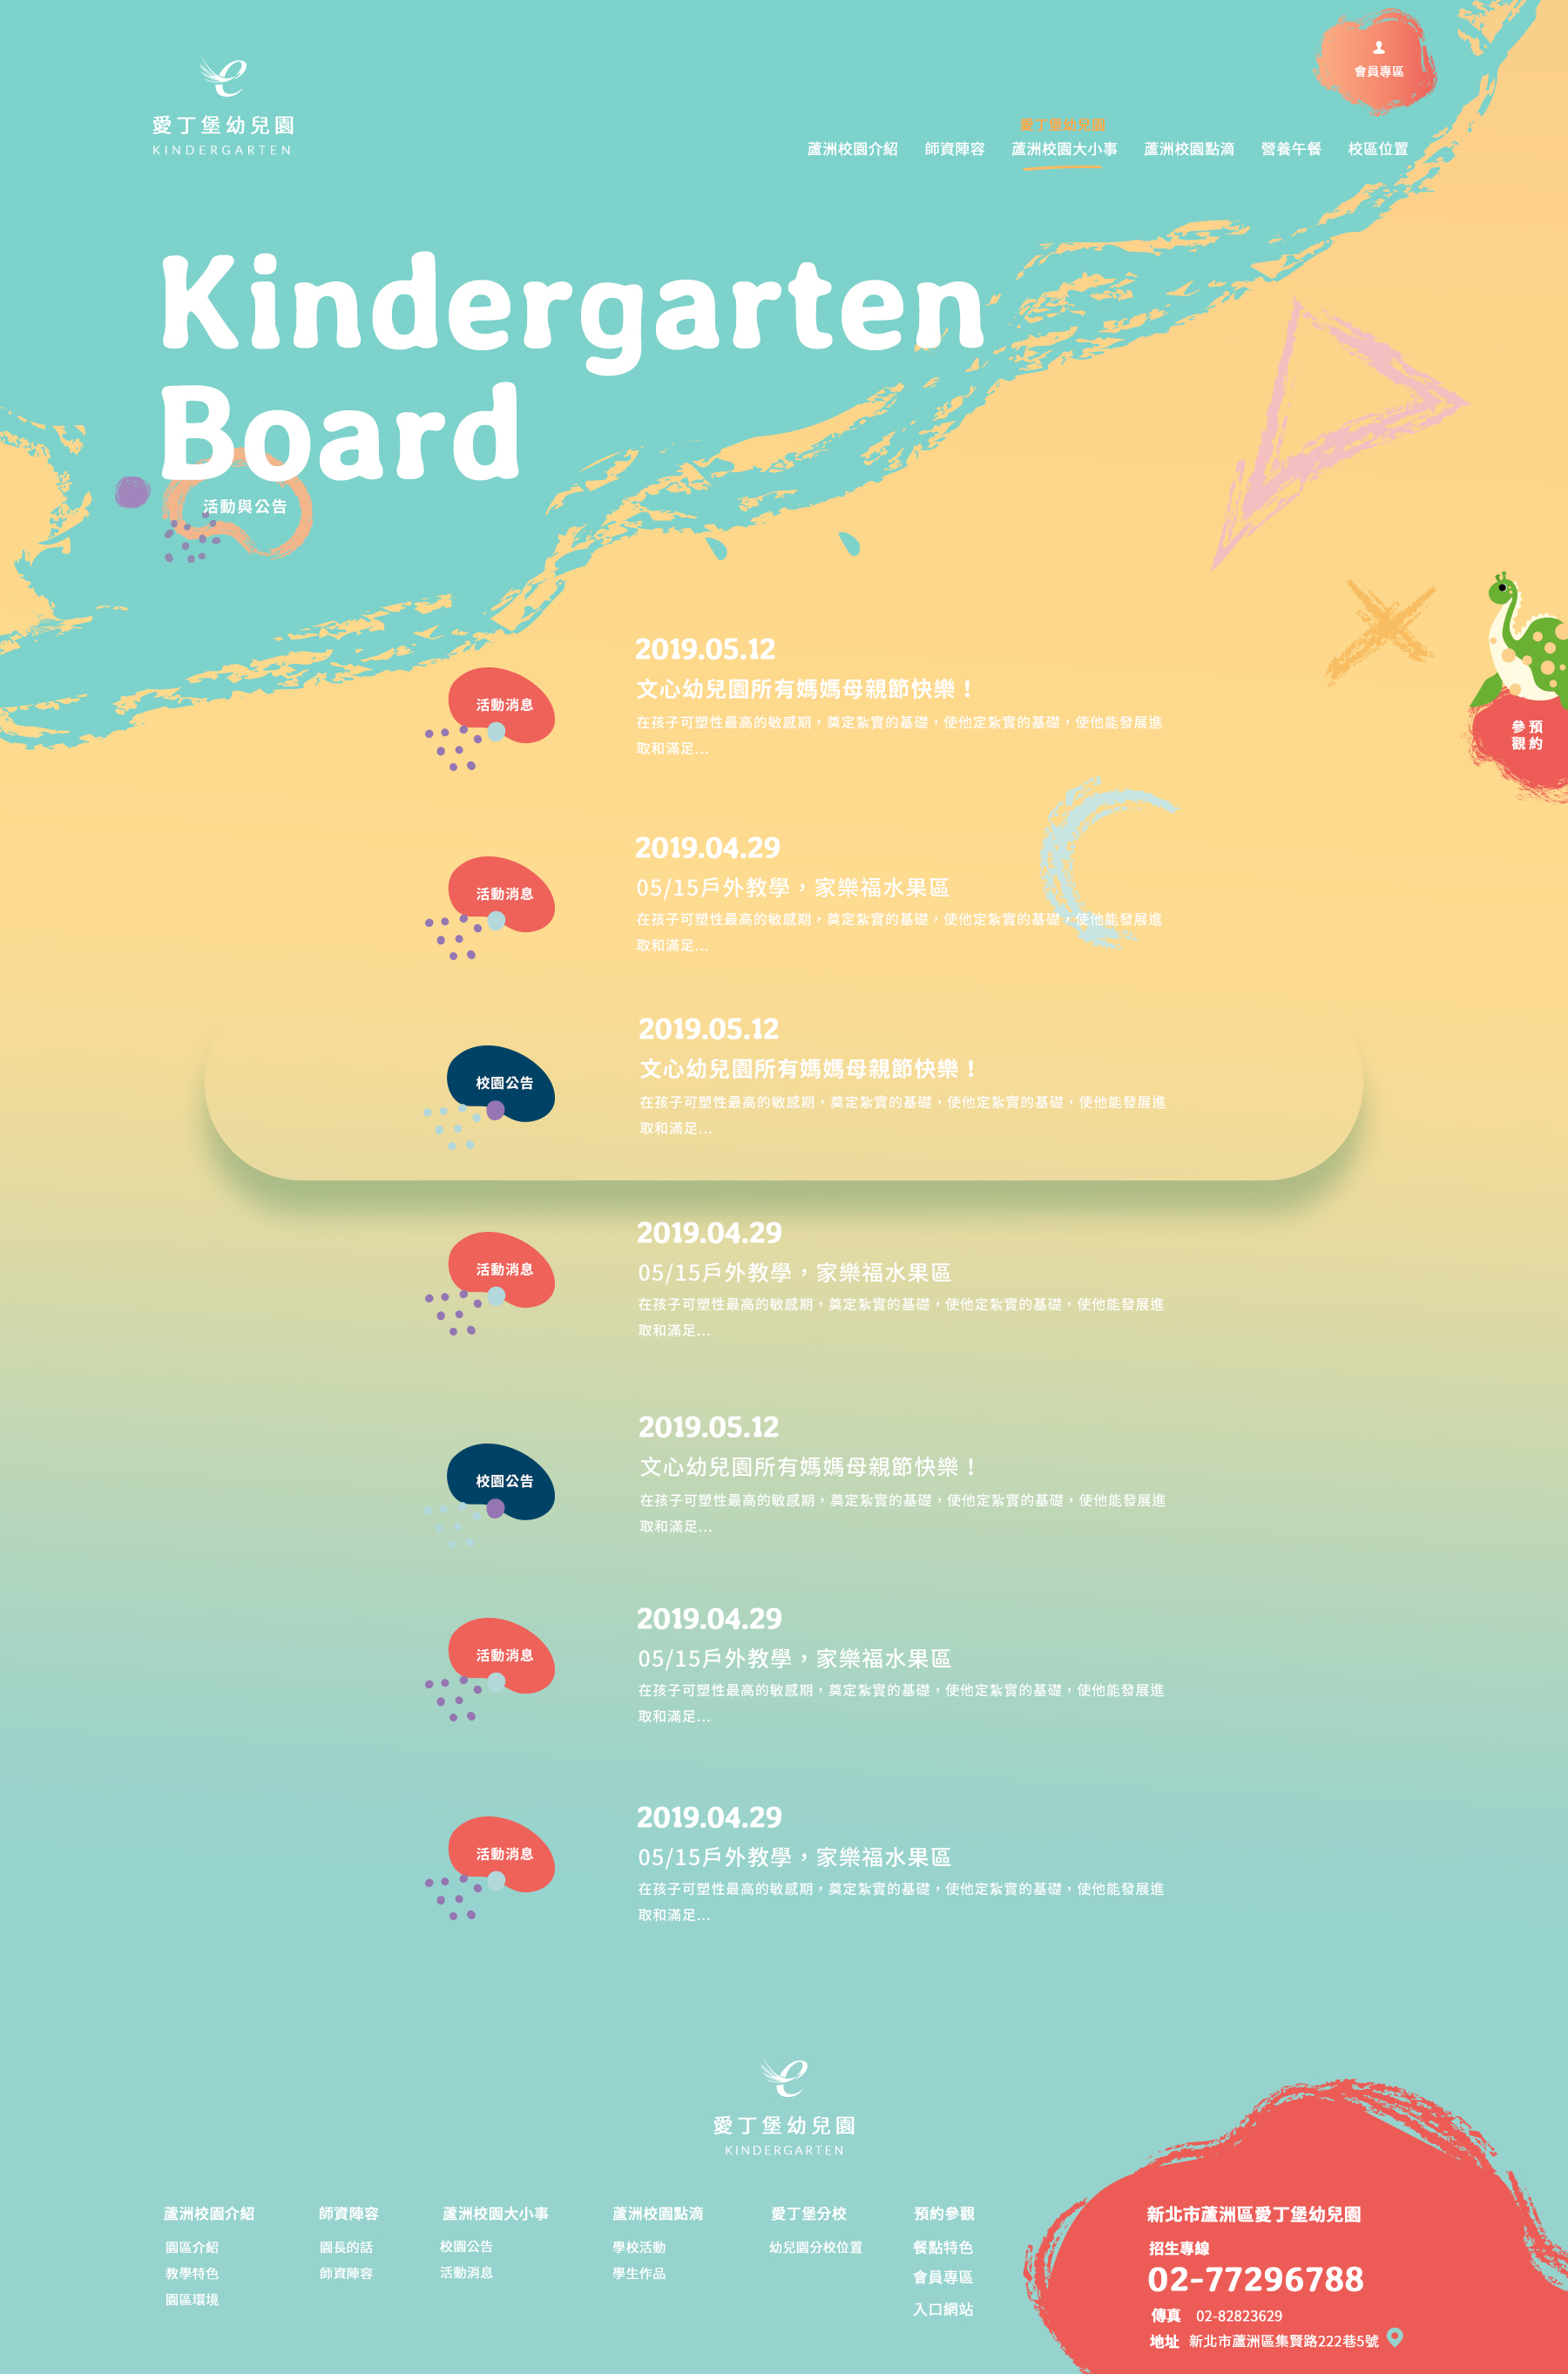 愛丁堡幼兒園
KINDERGARTEN
會員專區
愛丁堡幼兒園
蘆洲校園介紹 師資陣容 蘆洲校園大小事 蘆洲校園點滴 營養午餐 校區位置
Kindergarten
Board
活動與公告
預約
參觀
2019.05.12
活動消息
文心幼兒園所有媽媽母親節快樂！
在孩子可塑性最高的敏感期，奠定紮實的基礎，使他定紮實的基礎，使他能發展進
取和滿足...
2019.04.29
活動消息
05/15戶外教學，家樂福水果區
在孩子可塑性最高的敏感期，奠定紮實的基礎，使他定紮實的基礎，使他能發展進
取和滿足...
2019.05.12
校園公告
文心幼兒園所有媽媽母親節快樂！
在孩子可塑性最高的敏感期，奠定紮實的基礎，使他定紮實的基礎，使他能發展進
取和滿足...
2019.04.29
活動消息
05/15戶外教學，家樂福水果區
在孩子可塑性最高的敏感期，奠定紮實的基礎，使他定紮實的基礎，使他能發展進
取和滿足...
2019.05.12
校園公告
文心幼兒園所有媽媽母親節快樂！
在孩子可塑性最高的敏感期，奠定紮實的基礎，使他定紮實的基礎，使他能發展進
取和滿足...
2019.04.29
活動消息
05/15戶外教學，家樂福水果區
在孩子可塑性最高的敏感期，奠定紮實的基礎，使他定紮實的基礎，使他能發展進
取和滿足...
2019.04.29
活動消息
05/15戶外教學，家樂福水果區
在孩子可塑性最高的敏感期，奠定紮實的基礎，使他定紮實的基礎，使他能發展進
取和滿足...
愛丁堡幼兒園
KINDERGARTEN
蘆洲校園介紹
園區介紹
教學特色
園區環境
師資陣容
園長的話
師資陣容
蘆洲校園大小事
校園公告
活動消息
蘆洲校園點滴
學校活動
學生作品
愛丁堡分校
幼兒園分校位置
預約參觀
餐點特色
會員專區
入口網站
新北市蘆洲區愛丁堡幼兒園
招生專線
02-77296788
傳真 02-82823629
地址 新北市蘆洲區集賢路222巷5號